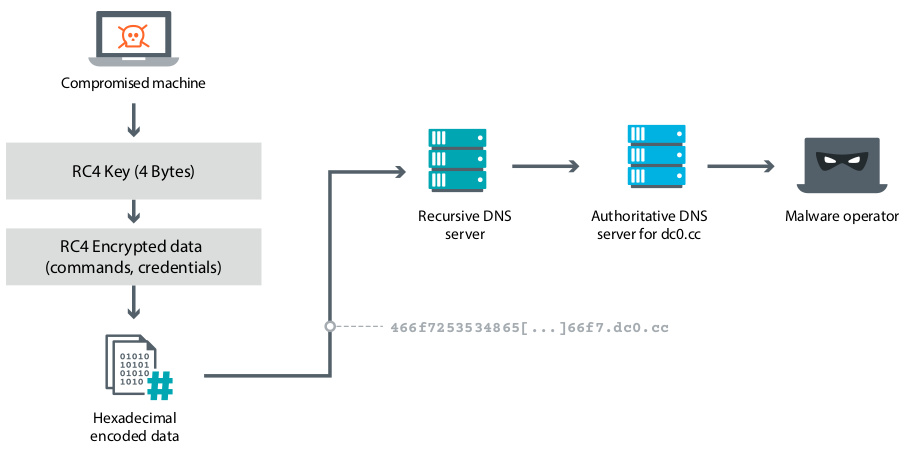 Compromised machine
RC4 Key (4 Bytes)
RC4 Encrypted data
(commands, credentials)
01010
10101
01010
1010
#
Hexadecimal
encoded data
466f7253534865[...]66f7.dc0.cc
Recursive DNS
server
Authoritative DNS
server for dc0.cc
Malware operator